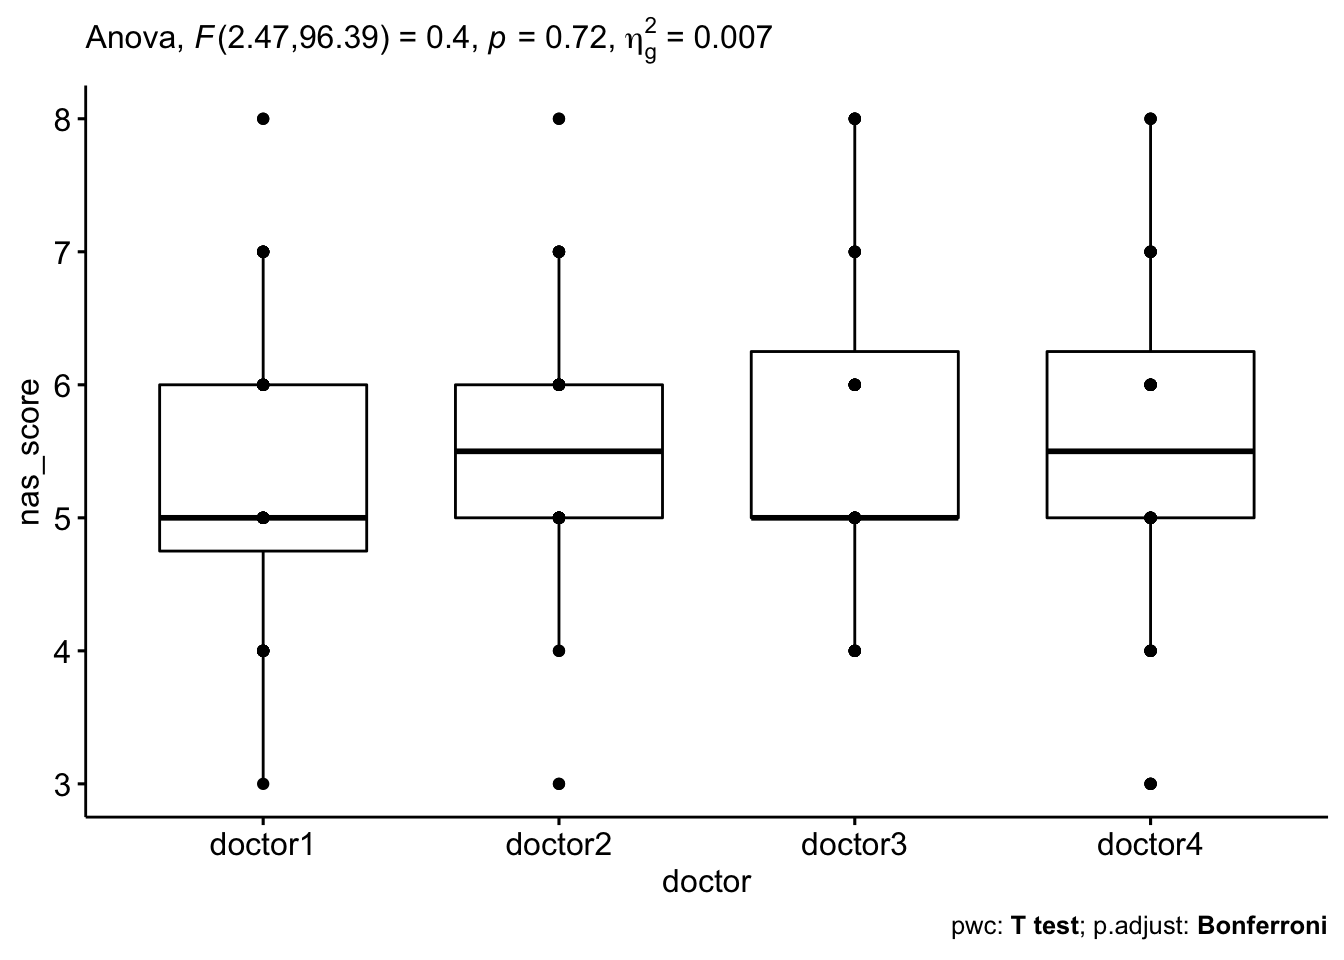 Anova, F(2.47,96.39) = 0.4, p = 0.72, η²g = 0.007
8
7
6
5
4
3
nas_score
doctor1 doctor2 doctor3 doctor4
doctor
pwc: T test; p.adjust: Bonferroni